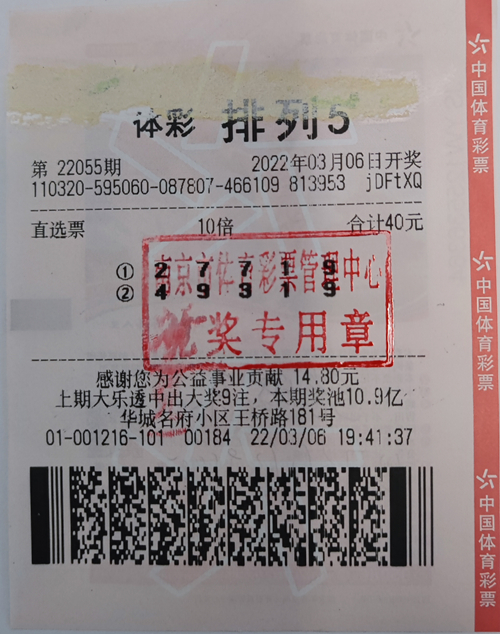 体彩 排列5
第 22055期 2022年03月06日开奖
110320-595060-087807-466109 813953 jDFtXQ
直选票 10倍 合计40元
① 2 7 7 1 9
② 4 9 9 1 9
南京市体育彩票管理中心
兑奖专用章
感谢您为公益事业贡献 14.80元
上期大乐透中出大奖9注，本期奖池10.9亿
华城名府小区王桥路181号
01-001216-101 00184 22/03/06 19:41:37
中国体育彩票
中国体育彩票
中国体育彩票